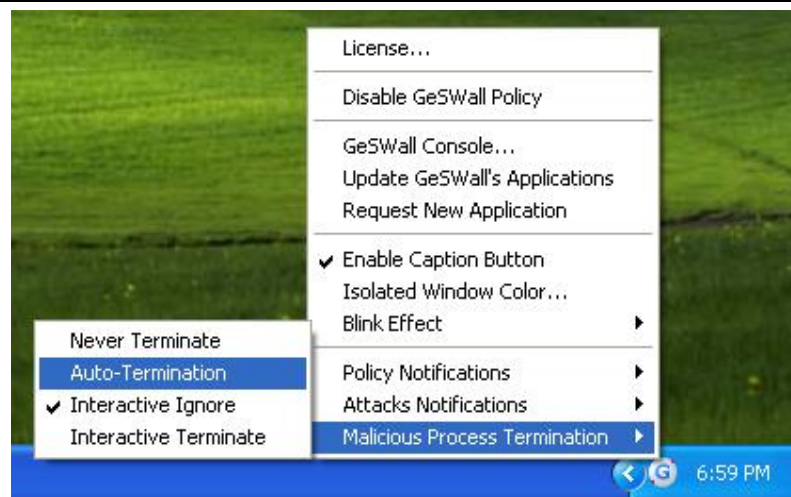 License...
Disable GeSWall Policy
GeSWall Console...
Update GeSWall's Applications
Request New Application
Enable Caption Button
Isolated Window Color...
Blink Effect
Policy Notifications
Attacks Notifications
Malicious Process Termination
Never Terminate
Auto-Termination
Interactive Ignore
Interactive Terminate
G
6:59 PM